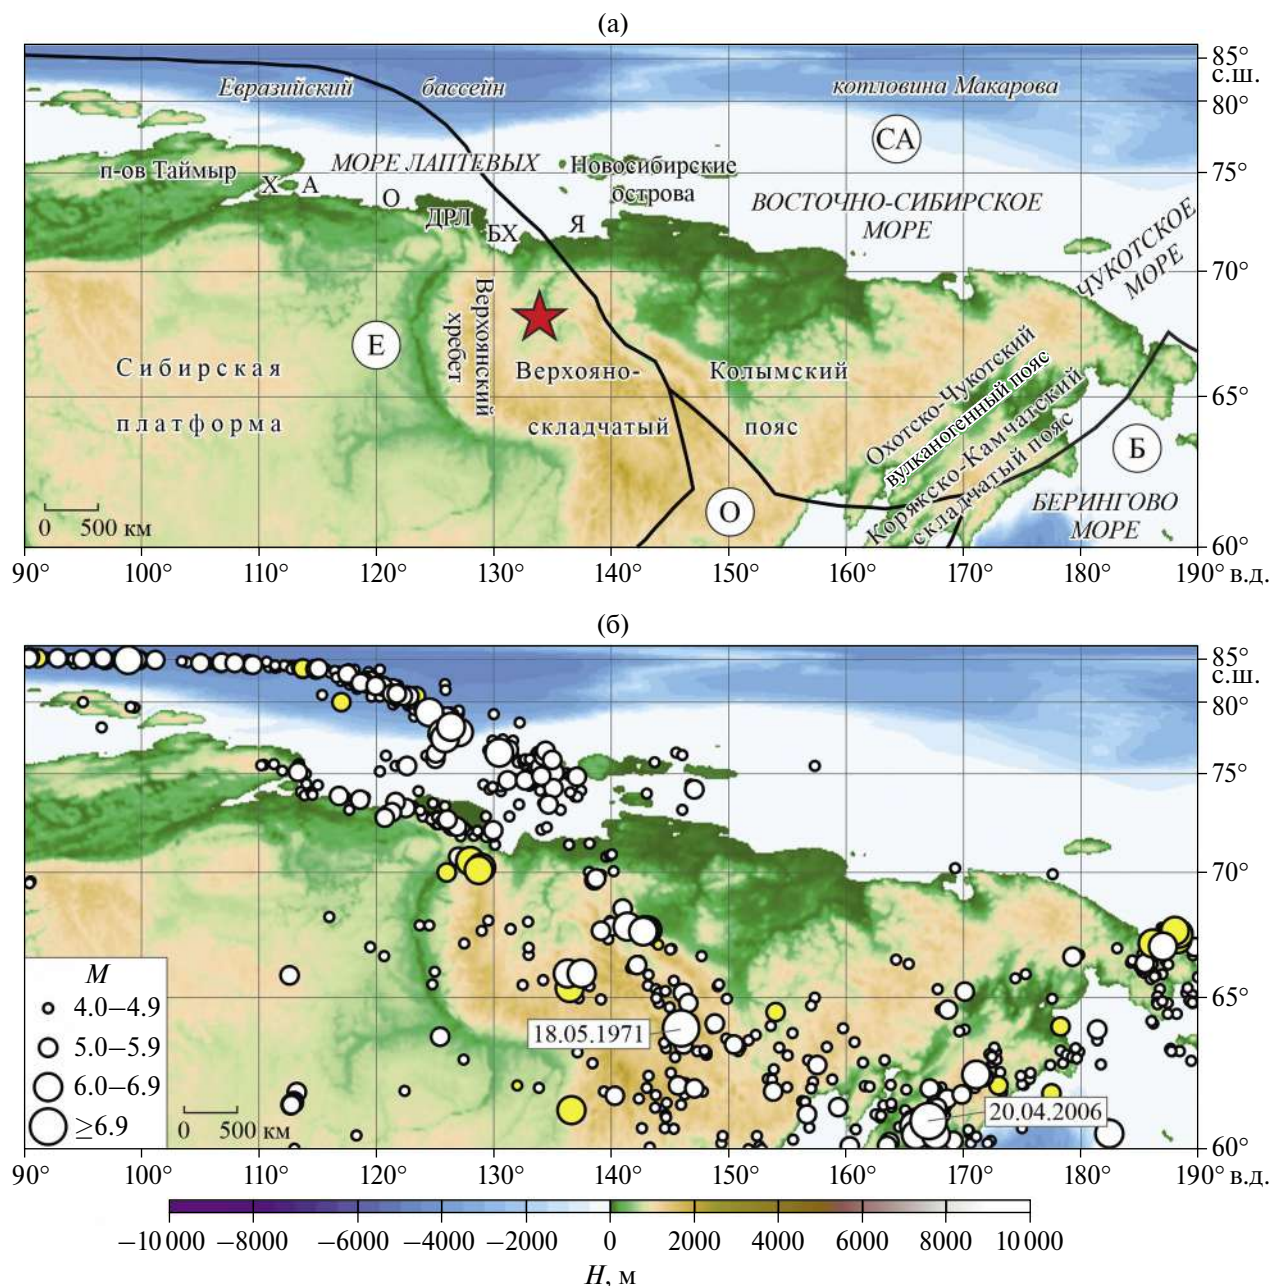 (а)
Евразийский бассейн
котловина Макарова
85°
с.ш.
80°
СА
п-ов Таймыр
МОРЕ ЛАПТЕВЫХ
Новосибирские
острова
75°
Х А О ДРЛ БХ Я
ВОСТОЧНО-СИБИРСКОЕ
МОРЕ
ЧУКОТСКОЕ
МОРЕ
70°
Верхоянский
хребет
Е
Сибирская
платформа
Верхояно-
Колымский
складчатый
пояс
Охотско-Чукотский
вулканогенный пояс
Корякско-Камчатский
складчатый пояс
65°
Б
О
БЕРИНГОВО
МОРЕ
0 500 км
60°
90° 100° 110° 120° 130° 140° 150° 160° 170° 180° 190° в.д.
(б)
85°
с.ш.
80°
75°
70°
65°
M
4.0–4.9
5.0–5.9
6.0–6.9
≥6.9
18.05.1971
20.04.2006
0 500 км
60°
90° 100° 110° 120° 130° 140° 150° 160° 170° 180° 190° в.д.
−10 000 −8000 −6000 −4000 −2000 0 2000 4000 6000 8000 10 000
H, м